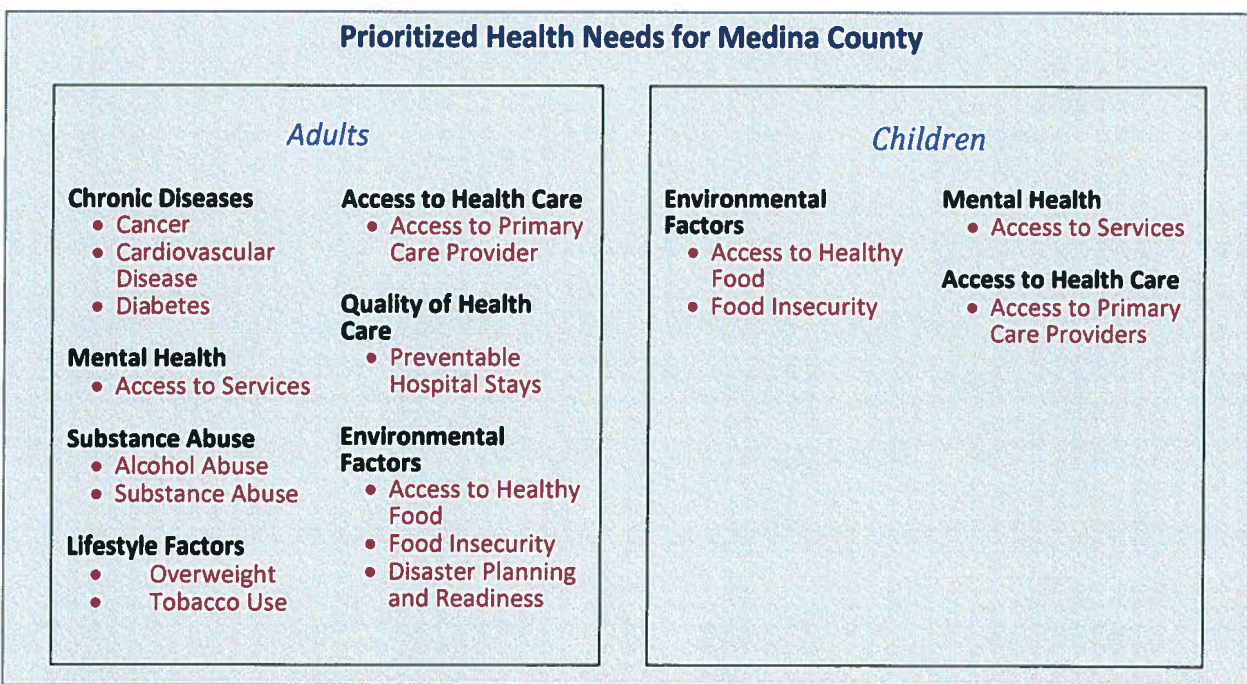 Prioritized Health Needs for Medina County
Adults
Chronic Diseases
• Cancer
• Cardiovascular
Disease
• Diabetes
Mental Health
• Access to Services
Substance Abuse
• Alcohol Abuse
• Substance Abuse
Lifestyle Factors
• Overweight
• Tobacco Use
Access to Health Care
• Access to Primary
Care Provider
Quality of Health
Care
• Preventable
Hospital Stays
Environmental
Factors
• Access to Healthy
Food
• Food Insecurity
• Disaster Planning
and Readiness
Children
Environmental
Factors
• Access to Healthy
Food
• Food Insecurity
Mental Health
• Access to Services
Access to Health Care
• Access to Primary
Care Providers